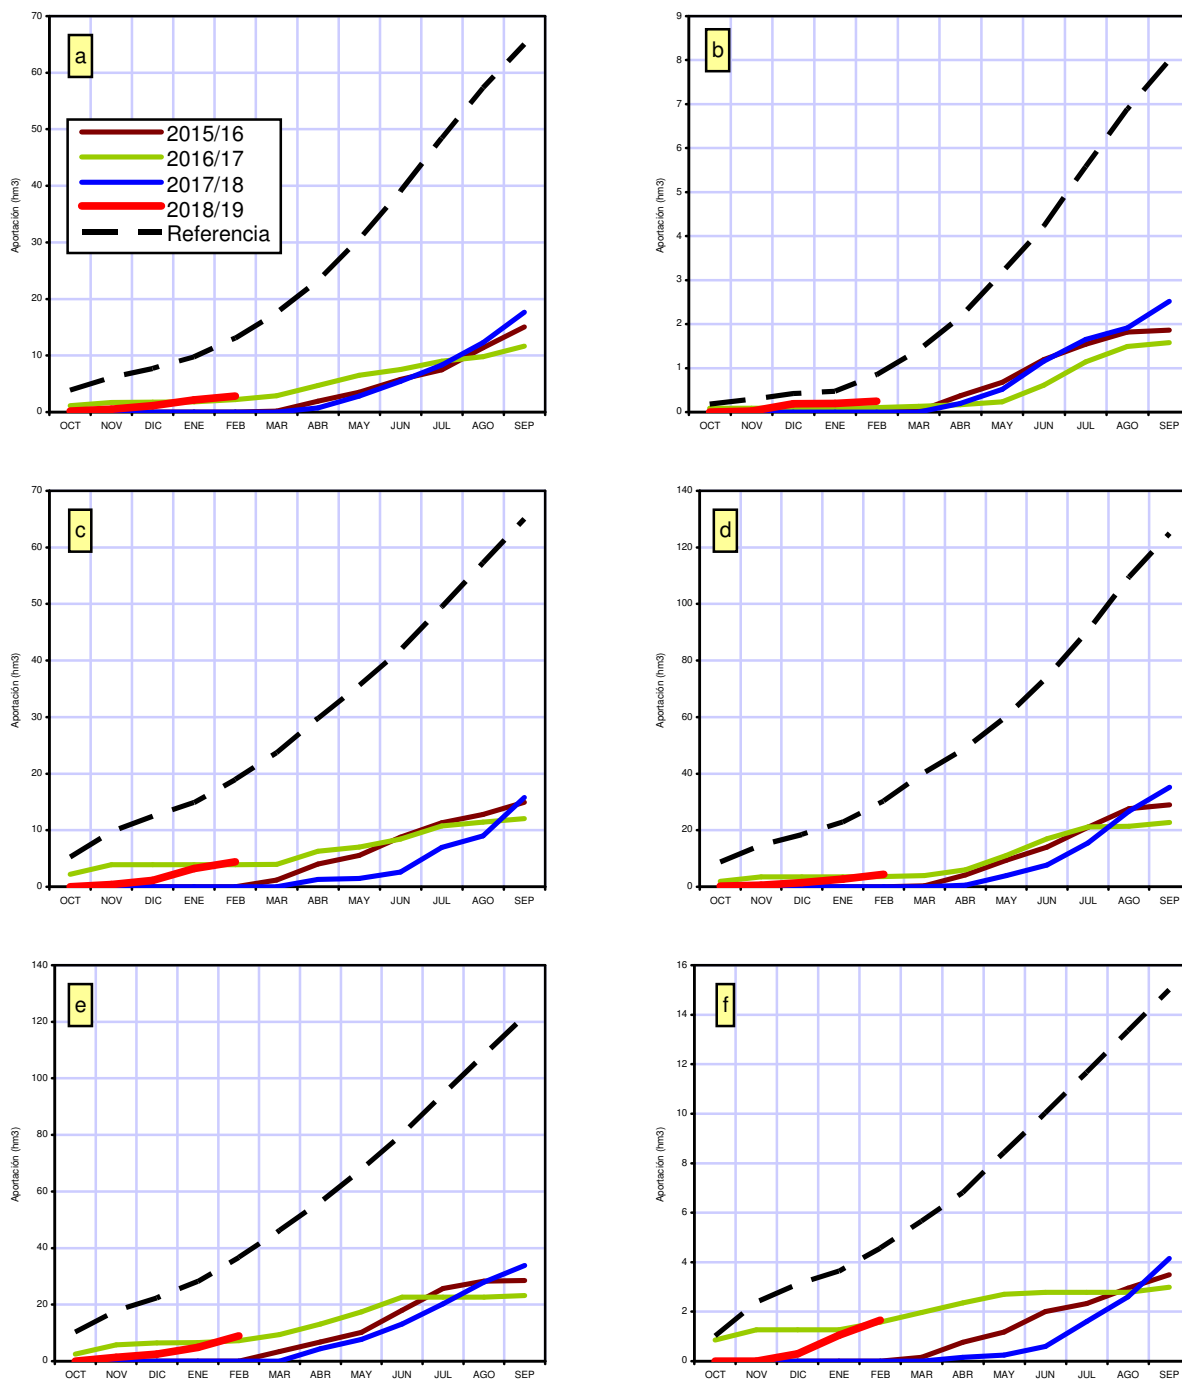 a
70
60
50
40
30
20
10
0
Aportación (hm3)
2015/16
2016/17
2017/18
2018/19
Referencia
OCT NOV DIC ENE FEB MAR ABR MAY JUN JUL AGO SEP
b
9
8
7
6
5
4
3
2
1
0
Aportación (hm3)
OCT NOV DIC ENE FEB MAR ABR MAY JUN JUL AGO SEP
c
70
60
50
40
30
20
10
0
Aportación (hm3)
OCT NOV DIC ENE FEB MAR ABR MAY JUN JUL AGO SEP
d
140
120
100
80
60
40
20
0
Aportación (hm3)
OCT NOV DIC ENE FEB MAR ABR MAY JUN JUL AGO SEP
e
140
120
100
80
60
40
20
0
Aportación (hm3)
OCT NOV DIC ENE FEB MAR ABR MAY JUN JUL AGO SEP
f
16
14
12
10
8
6
4
2
0
Aportación (hm3)
OCT NOV DIC ENE FEB MAR ABR MAY JUN JUL AGO SEP